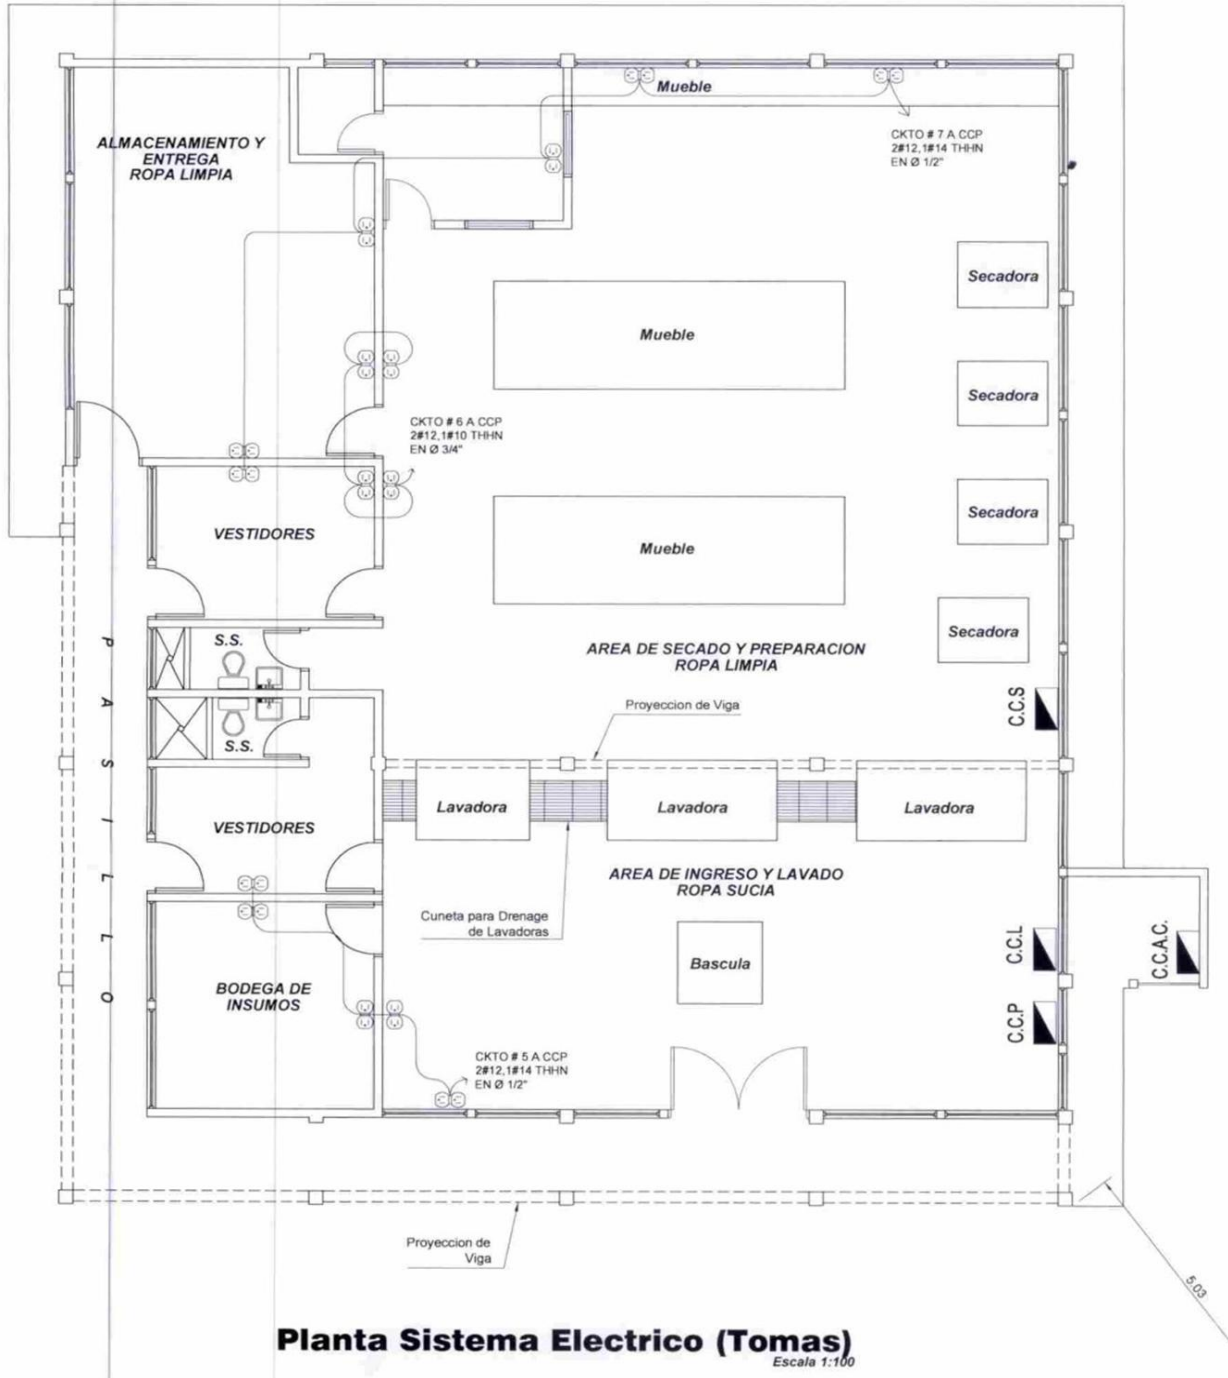 Mueble
CKTO # 7 A CCP
2#12,1#14 THHN
EN Ø 1/2"
ALMACENAMIENTO Y
ENTREGA
ROPA LIMPIA
Secadora
Mueble
Secadora
CKTO # 6 A CCP
2#12,1#10 THHN
EN Ø 3/4"
Secadora
VESTIDORES
Mueble
Secadora
S.S.
AREA DE SECADO Y PREPARACION
ROPA LIMPIA
PASILLO
Proyeccion de Viga
C.C.S
S.S.
Lavadora
Lavadora
Lavadora
VESTIDORES
AREA DE INGRESO Y LAVADO
ROPA SUCIA
Cuneta para Drenage
de Lavadoras
Bascula
C.C.L
C.C.A.C.
BODEGA DE
INSUMOS
C.C.P
CKTO # 5 A CCP
2#12,1#14 THHN
EN Ø 1/2"
Proyeccion de
Viga
5.03
Planta Sistema Electrico (Tomas)
Escala 1:100